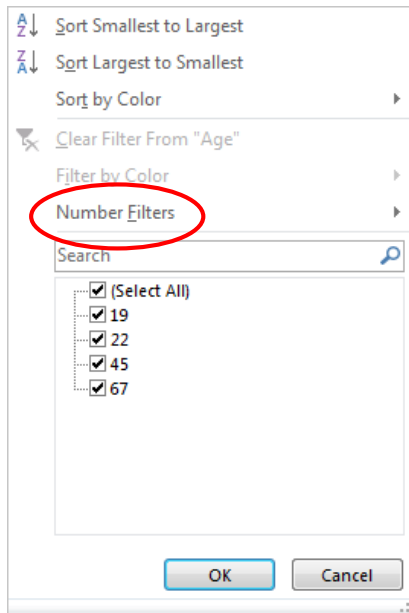 Sort Smallest to Largest
Sort Largest to Smallest
Sort by Color
Clear Filter From "Age"
Filter by Color
Number Filters
Search
(Select All)
19
22
45
67
OK Cancel